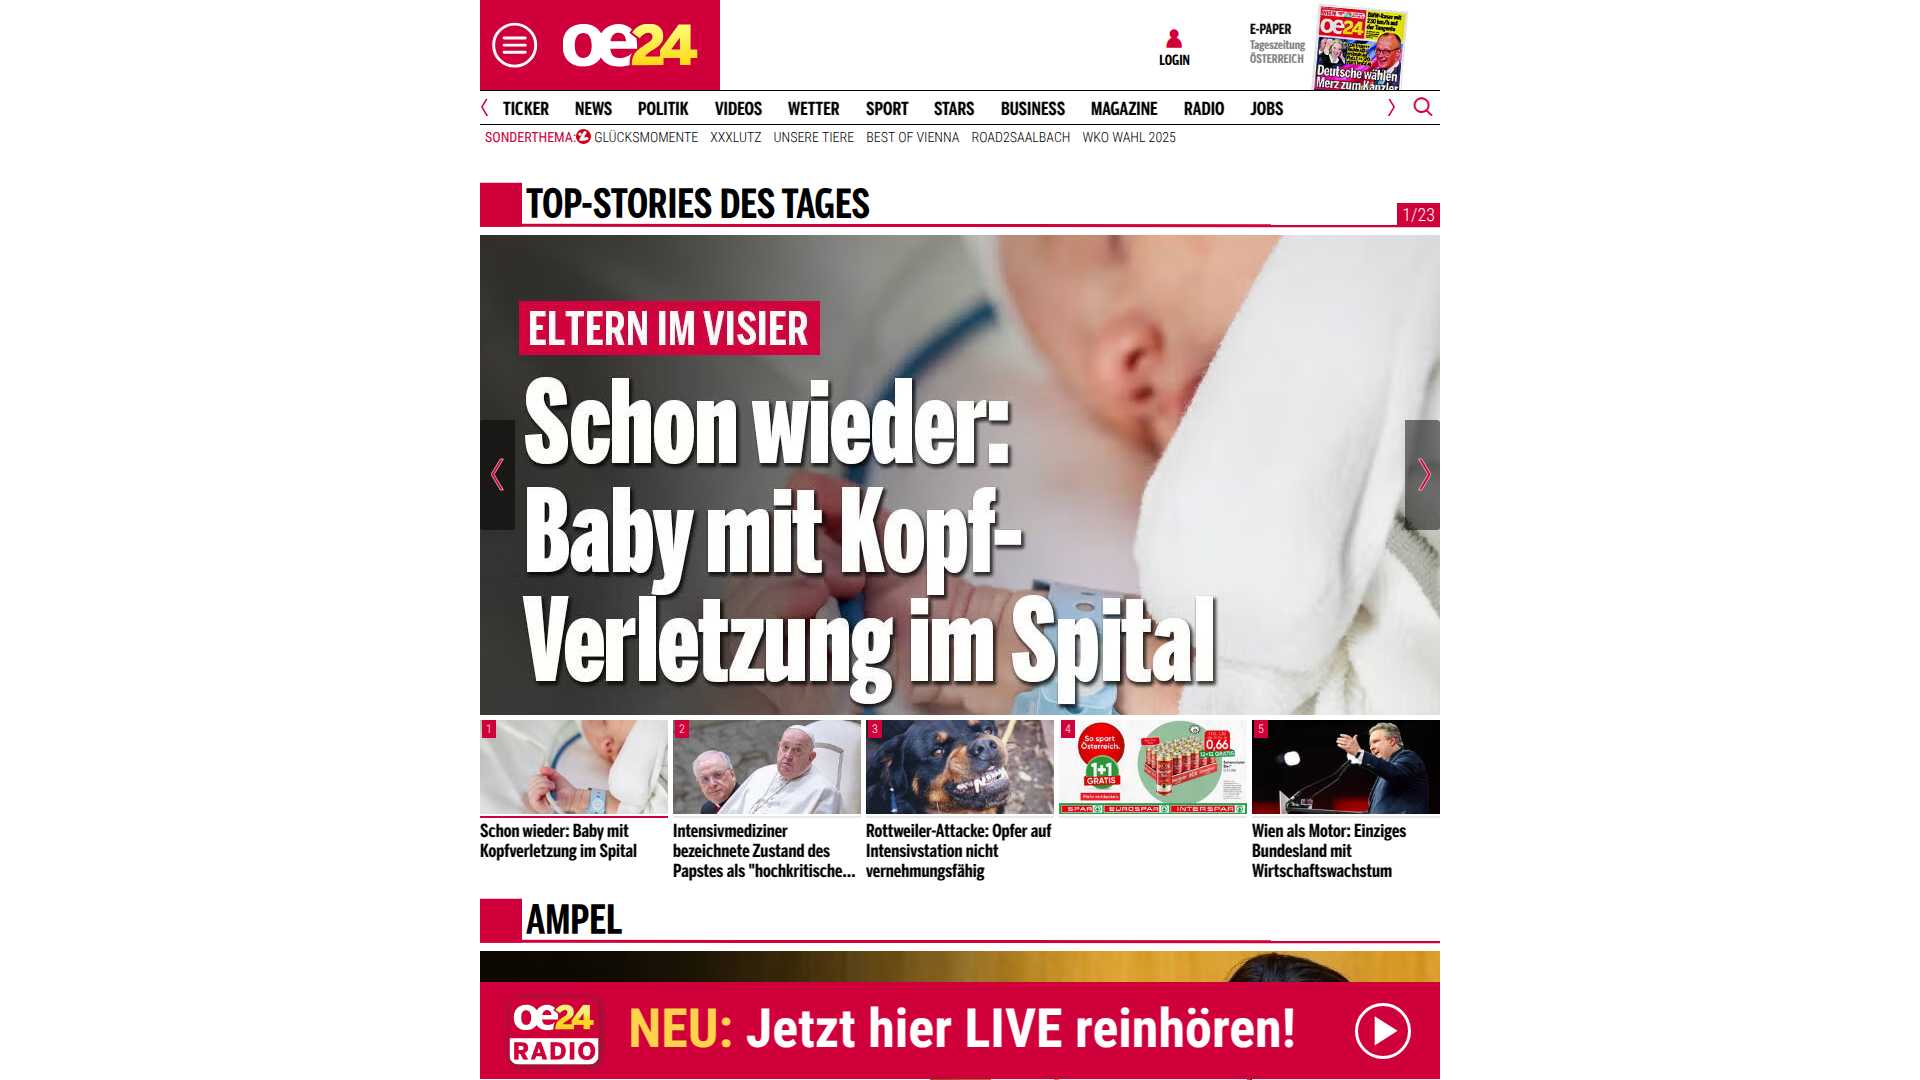 oe24
LOGIN
E-PAPER
Tageszeitung
ÖSTERREICH
oe24
Deutsche wählen
Merz zum Kanzler
TICKER NEWS POLITIK VIDEOS WETTER SPORT STARS BUSINESS MAGAZINE RADIO JOBS
SONDERTHEMA: GLÜCKSMOMENTE XXXLUTZ UNSERE TIERE BEST OF VIENNA ROAD2SAALBACH WKO WAHL 2025
TOP-STORIES DES TAGES
1/23
ELTERN IM VISIER
Schon wieder:
Baby mit Kopf-
Verletzung im Spital
1
2
3
4
5
So spart
Österreich.
1+1
GRATIS
0,66
SPAR EUROSPAR INTERSPAR
Schon wieder: Baby mit
Kopfverletzung im Spital
Intensivmediziner
bezeichnete Zustand des
Papstes als "hochkritische...
Rottweiler-Attacke: Opfer auf
Intensivstation nicht
vernehmungsfähig
Wien als Motor: Einziges
Bundesland mit
Wirtschaftswachstum
AMPEL
oe24
RADIO
NEU: Jetzt hier LIVE reinhören!